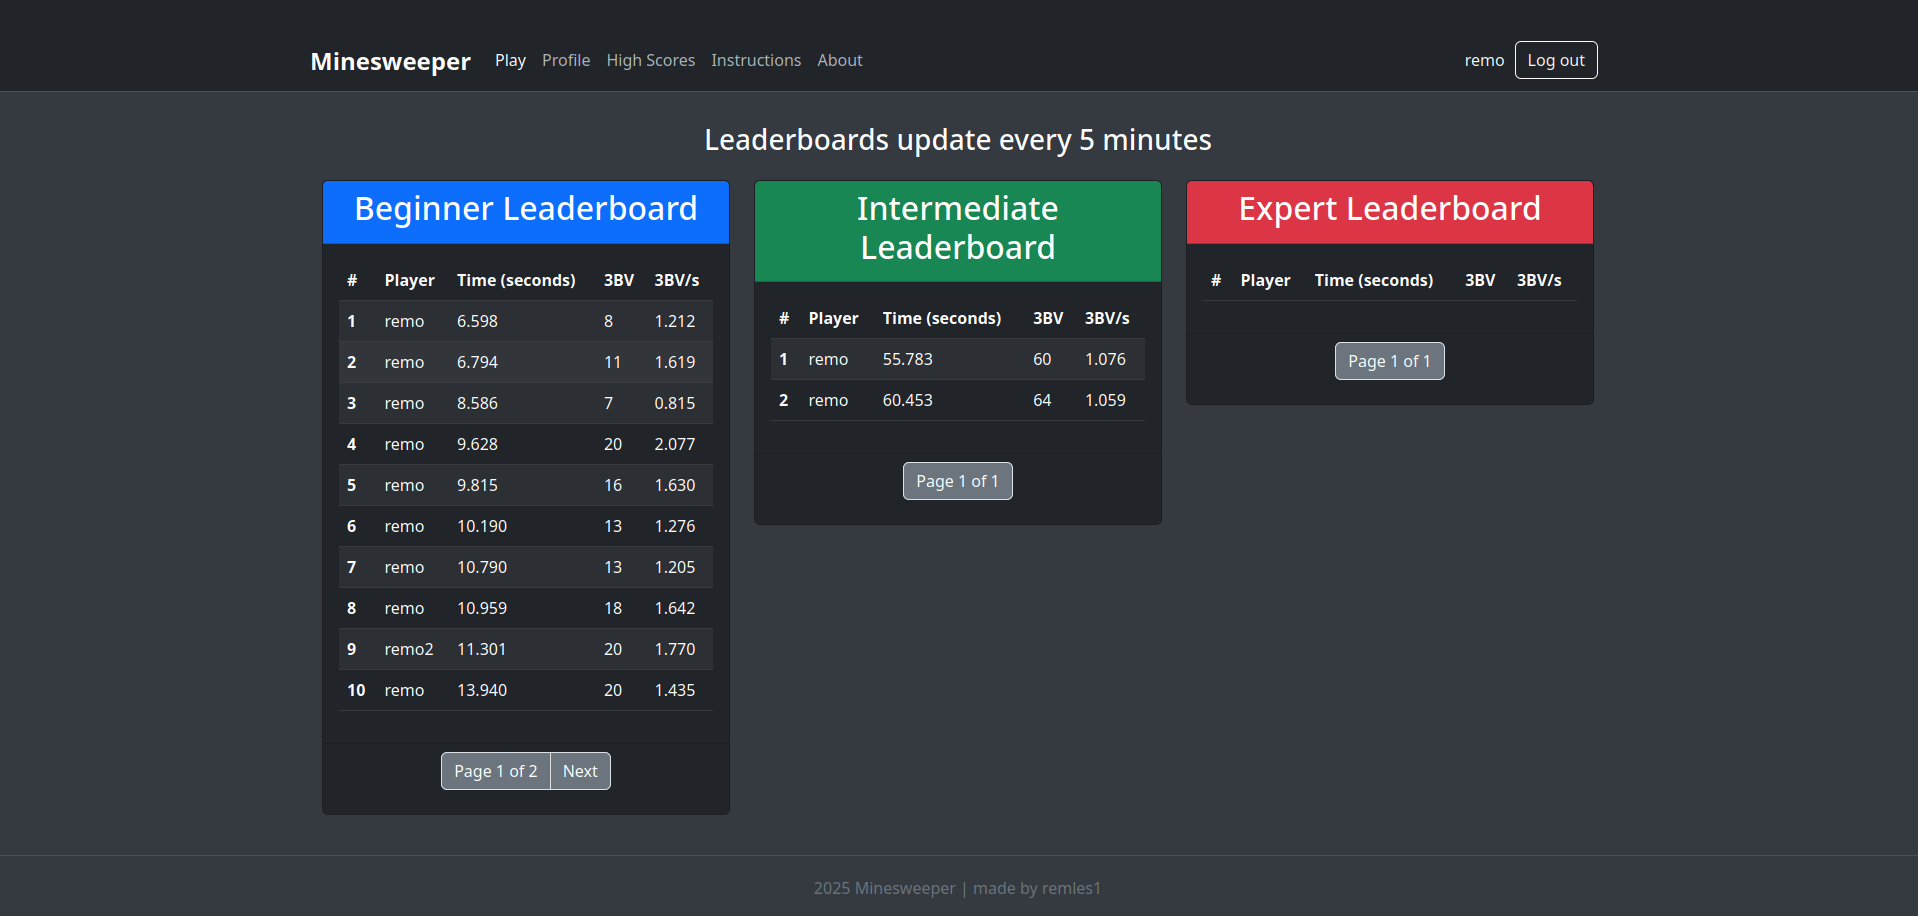 Minesweeper Play Profile High Scores Instructions About remo Log out
Leaderboards update every 5 minutes
Beginner Leaderboard
# Player Time (seconds) 3BV 3BV/s
1 remo 6.598 8 1.212
2 remo 6.794 11 1.619
3 remo 8.586 7 0.815
4 remo 9.628 20 2.077
5 remo 9.815 16 1.630
6 remo 10.190 13 1.276
7 remo 10.790 13 1.205
8 remo 10.959 18 1.642
9 remo2 11.301 20 1.770
10 remo 13.940 20 1.435
Page 1 of 2 Next
Intermediate
Leaderboard
# Player Time (seconds) 3BV 3BV/s
1 remo 55.783 60 1.076
2 remo 60.453 64 1.059
Page 1 of 1
Expert Leaderboard
# Player Time (seconds) 3BV 3BV/s
Page 1 of 1
2025 Minesweeper | made by remles1